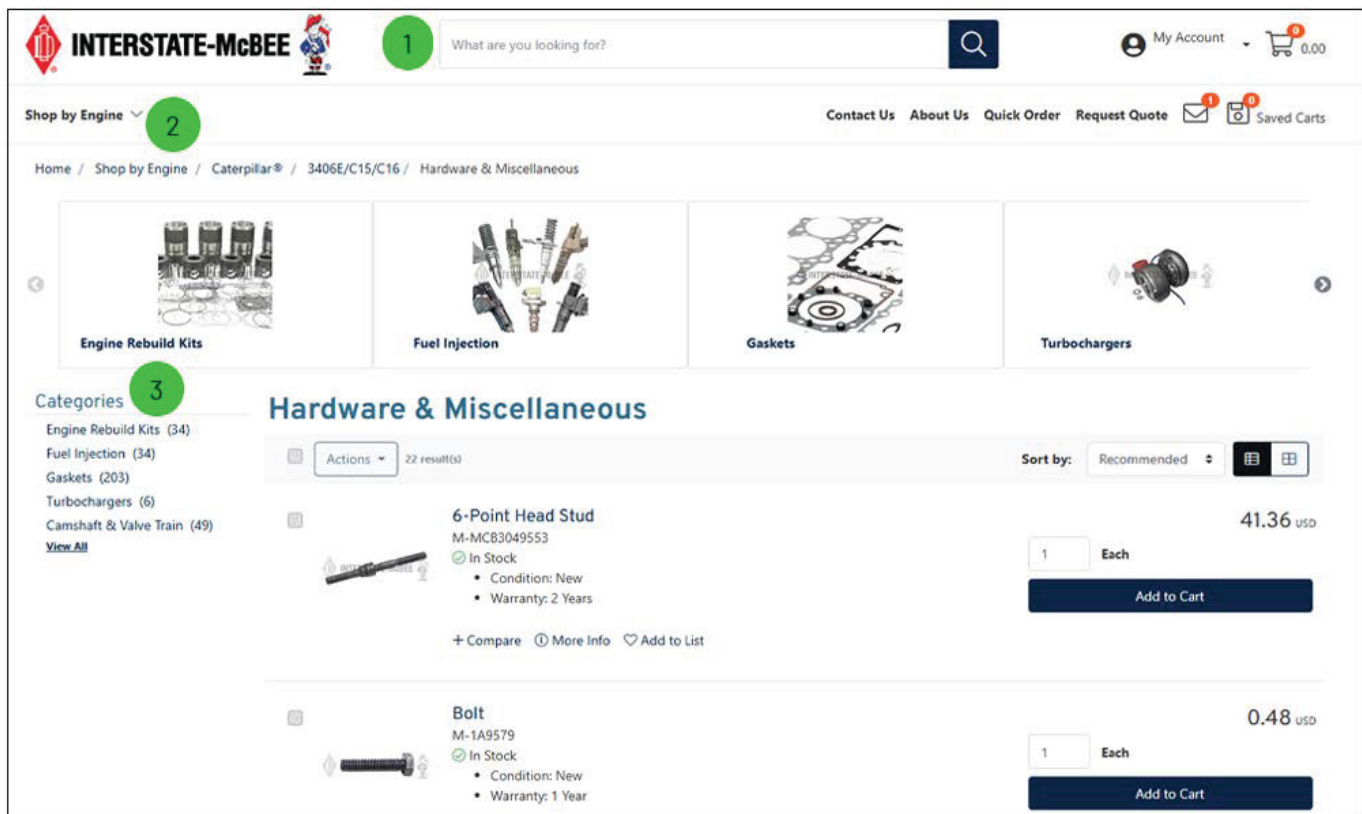 INTERSTATE-McBEE
1
What are you looking for?
My Account
0
0.00
Shop by Engine
2
Contact Us About Us Quick Order Request Quote
1
0
Saved Carts
Home / Shop by Engine / Caterpillar® / 3406E/C15/C16 / Hardware & Miscellaneous
Engine Rebuild Kits
Fuel Injection
Gaskets
Turbochargers
Categories
3
Engine Rebuild Kits (34)
Fuel Injection (34)
Gaskets (203)
Turbochargers (6)
Camshaft & Valve Train (49)
View All
Hardware & Miscellaneous
Actions
22 result(s)
Sort by: Recommended
6-Point Head Stud
M-MCB3049553
In Stock
• Condition: New
• Warranty: 2 Years
+ Compare More Info Add to List
41.36 USD
1 Each
Add to Cart
Bolt
M-1A9579
In Stock
• Condition: New
• Warranty: 1 Year
0.48 USD
1 Each
Add to Cart